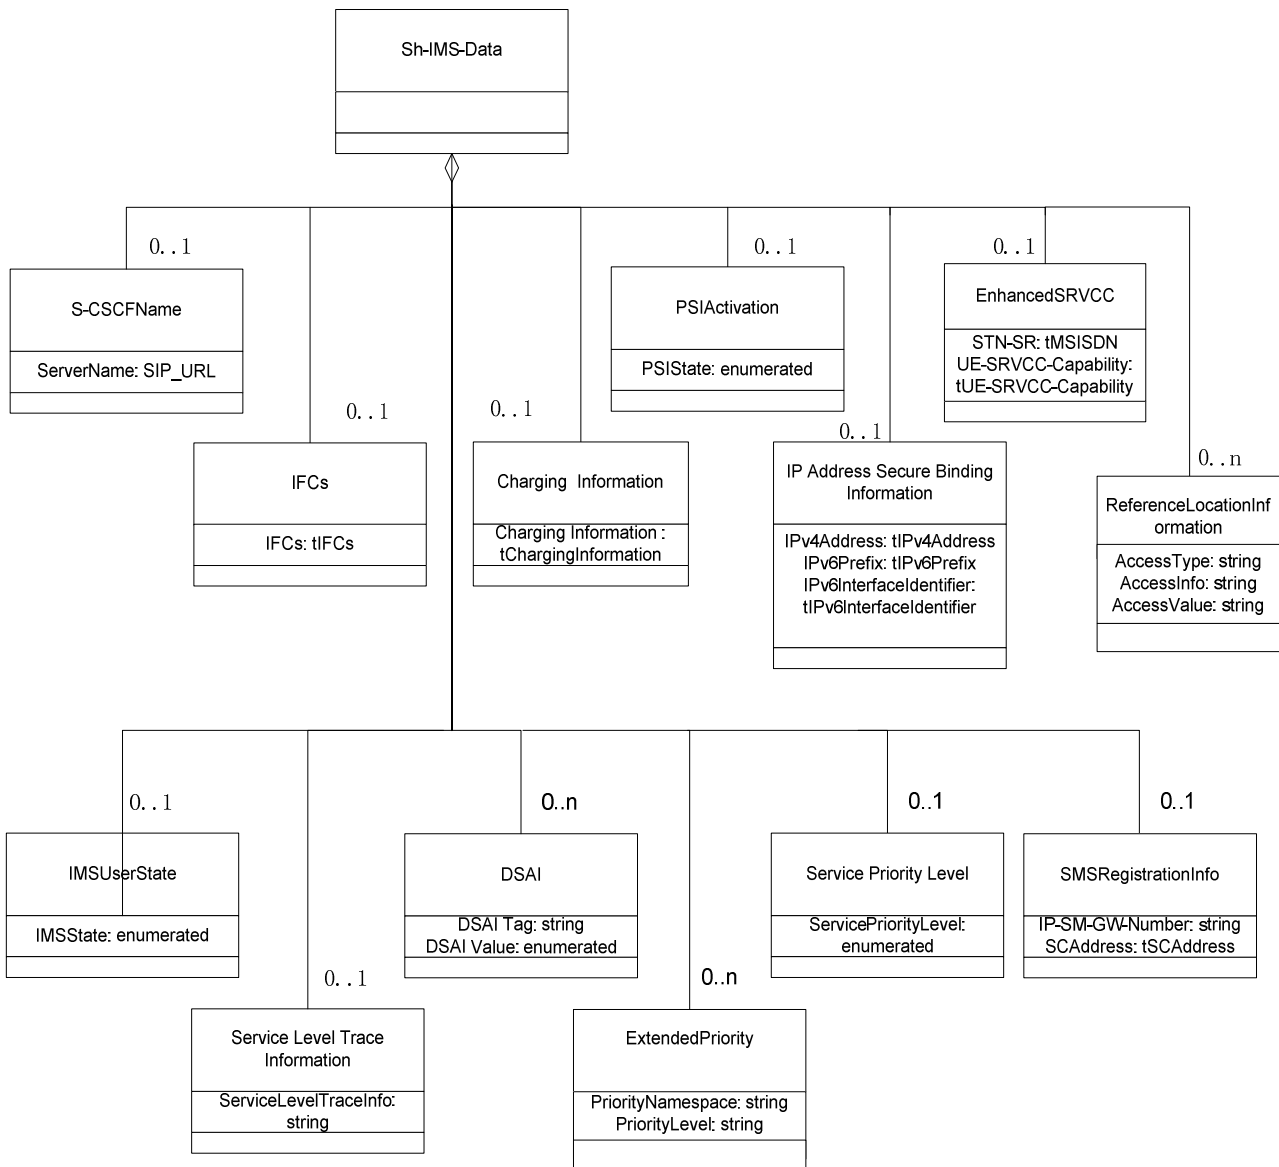 Sh-IMS-Data
0..1
S-CSCFName
ServerName: SIP_URL
0..1
IFCs
IFCs: tIFCs
0..1
Charging Information
Charging Information :
tChargingInformation
0..1
PSIActivation
PSIState: enumerated
0..1
IP Address Secure Binding
Information
IPv4Address: tIPv4Address
IPv6Prefix: tIPv6Prefix
IPv6InterfaceIdentifier:
tIPv6InterfaceIdentifier
0..1
EnhancedSRVCC
STN-SR: tMSISDN
UE-SRVCC-Capability:
tUE-SRVCC-Capability
0..n
ReferenceLocationInf
ormation
AccessType: string
AccessInfo: string
AccessValue: string
0..1
IMSUserState
IMSState: enumerated
0..1
Service Level Trace
Information
ServiceLevelTraceInfo:
string
0..n
DSAI
DSAI Tag: string
DSAI Value: enumerated
0..n
ExtendedPriority
PriorityNamespace: string
PriorityLevel: string
0..1
Service Priority Level
ServicePriorityLevel:
enumerated
0..1
SMSRegistrationInfo
IP-SM-GW-Number: string
SCAddress: tSCAddress